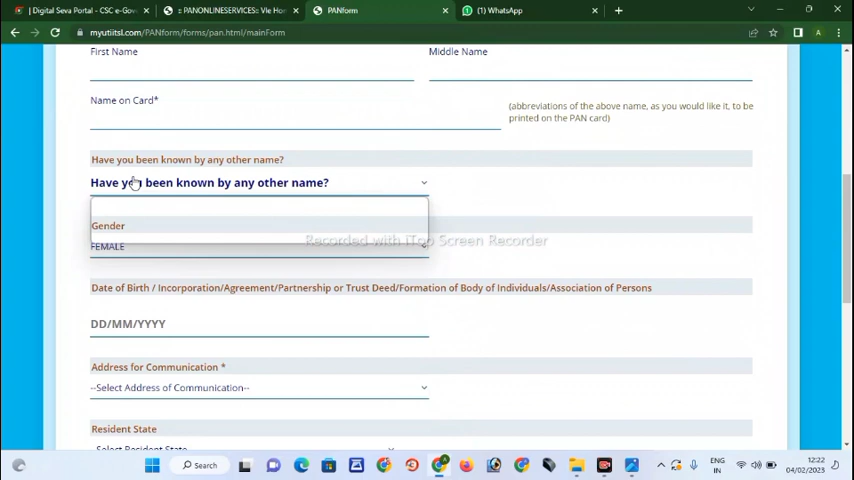 | Digital Seva Portal - CSC e-Gov
:: PANONLINESERVICES:: Vle Hom
PANform
(1) WhatsApp
myutiitsl.com/PANform/forms/pan.html/mainForm
First Name
Middle Name
Name on Card*
(abbreviations of the above name, as you would like it, to be
printed on the PAN card)
Have you been known by any other name?
Have you been known by any other name?
Gender
FEMALE
Recorded with iTop Screen Recorder
Date of Birth / Incorporation/Agreement/Partnership or Trust Deed/Formation of Body of Individuals/Association of Persons
DD/MM/YYYY
Address for Communication *
--Select Address of Communication--
Resident State
Select Resident State
Search
ENG
IN
12:22
04/02/2023